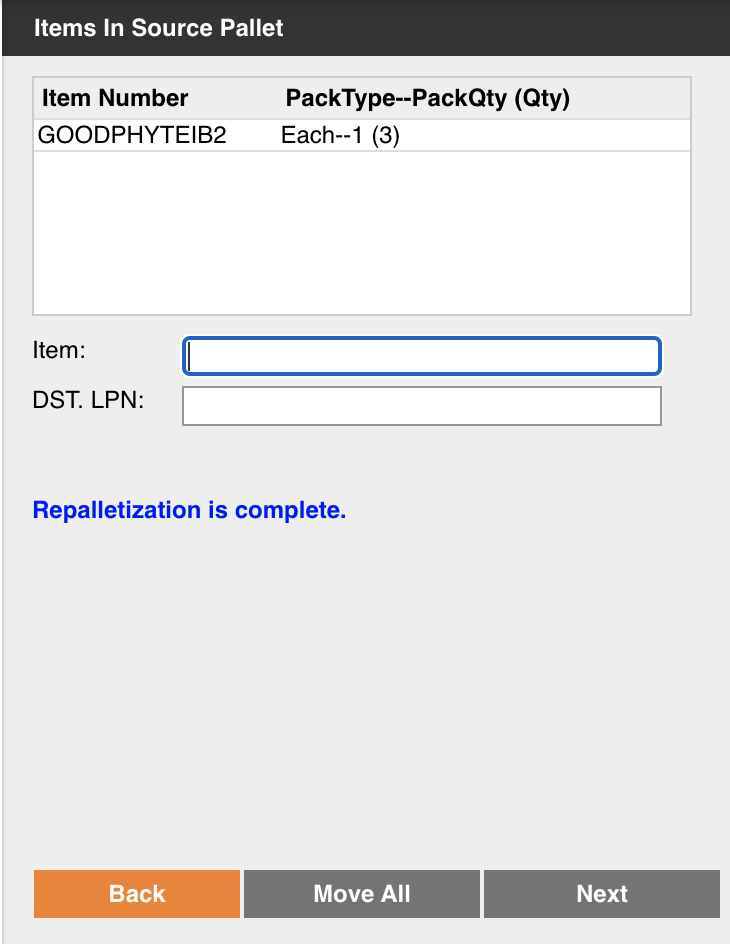 Items In Source Pallet
Item Number PackType--PackQty (Qty)
GOODPHYTEIB2 Each--1 (3)
Item:
DST. LPN:
Repalletization is complete.
Back Move All Next